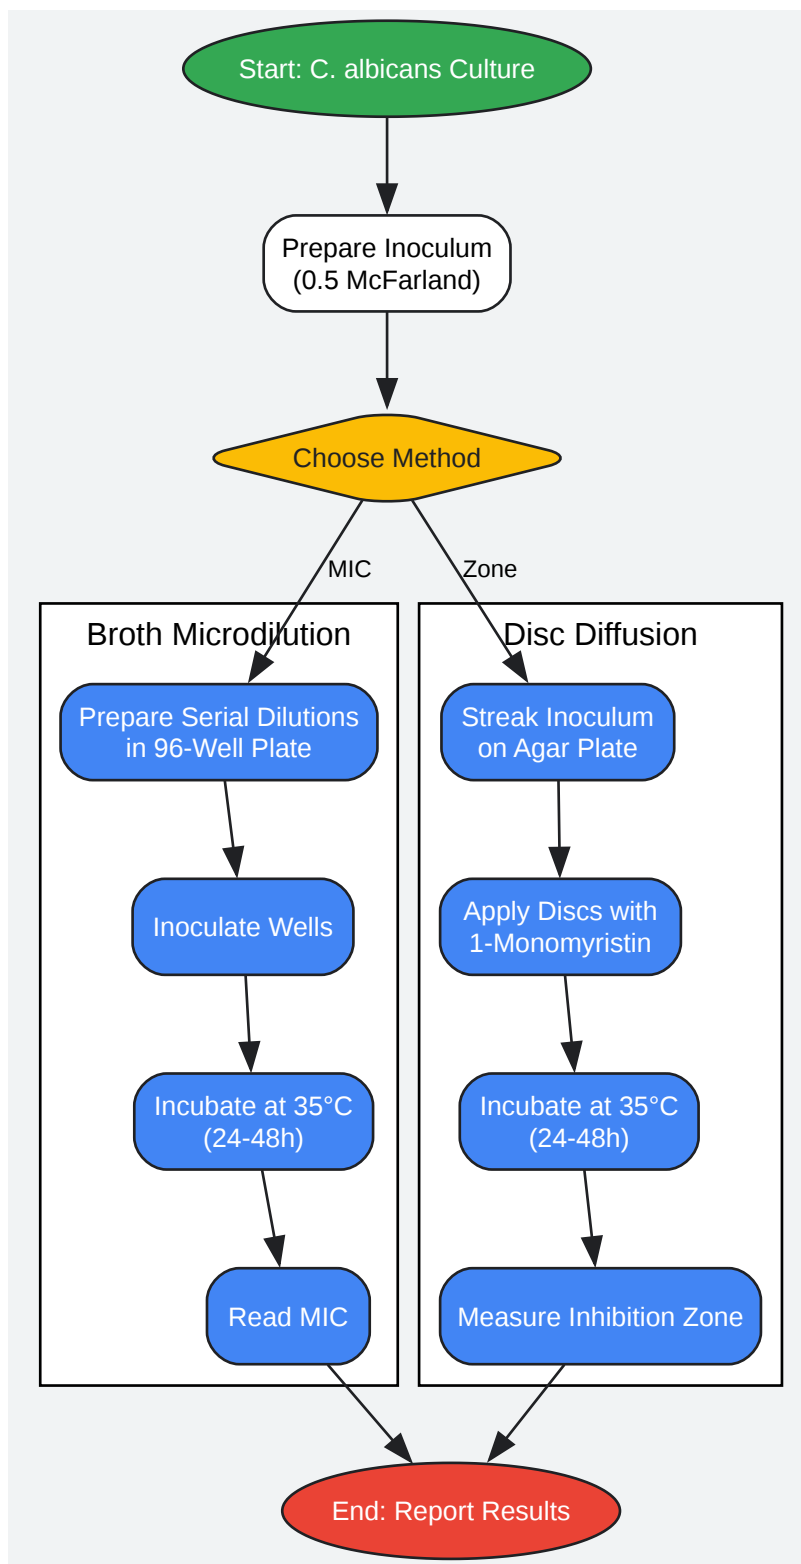 Start: C. albicans Culture
Prepare Inoculum
(0.5 McFarland)
Choose Method
MIC
Zone
Broth Microdilution
Prepare Serial Dilutions
in 96-Well Plate
Inoculate Wells
Incubate at 35°C
(24-48h)
Read MIC
Disc Diffusion
Streak Inoculum
on Agar Plate
Apply Discs with
1-Monomyristin
Incubate at 35°C
(24-48h)
Measure Inhibition Zone
End: Report Results